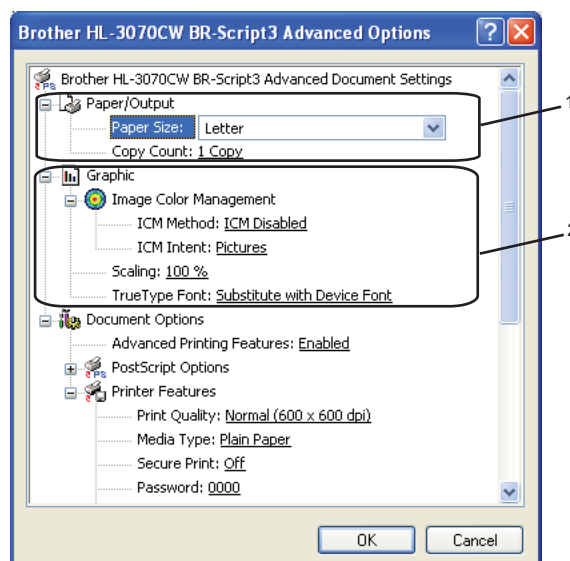 Brother HL-3070CW BR-Script3 Advanced Options
Brother HL-3070CW BR-Script3 Advanced Document Settings
Paper/Output
Paper Size: Letter
Copy Count: 1 Copy
1
Graphic
Image Color Management
ICM Method: ICM Disabled
ICM Intent: Pictures
2
Scaling: 100 %
TrueType Font: Substitute with Device Font
Document Options
Advanced Printing Features: Enabled
PS PostScript Options
Printer Features
Print Quality: Normal (600 x 600 dpi)
Media Type: Plain Paper
Secure Print: Off
Password: 0000
OK Cancel